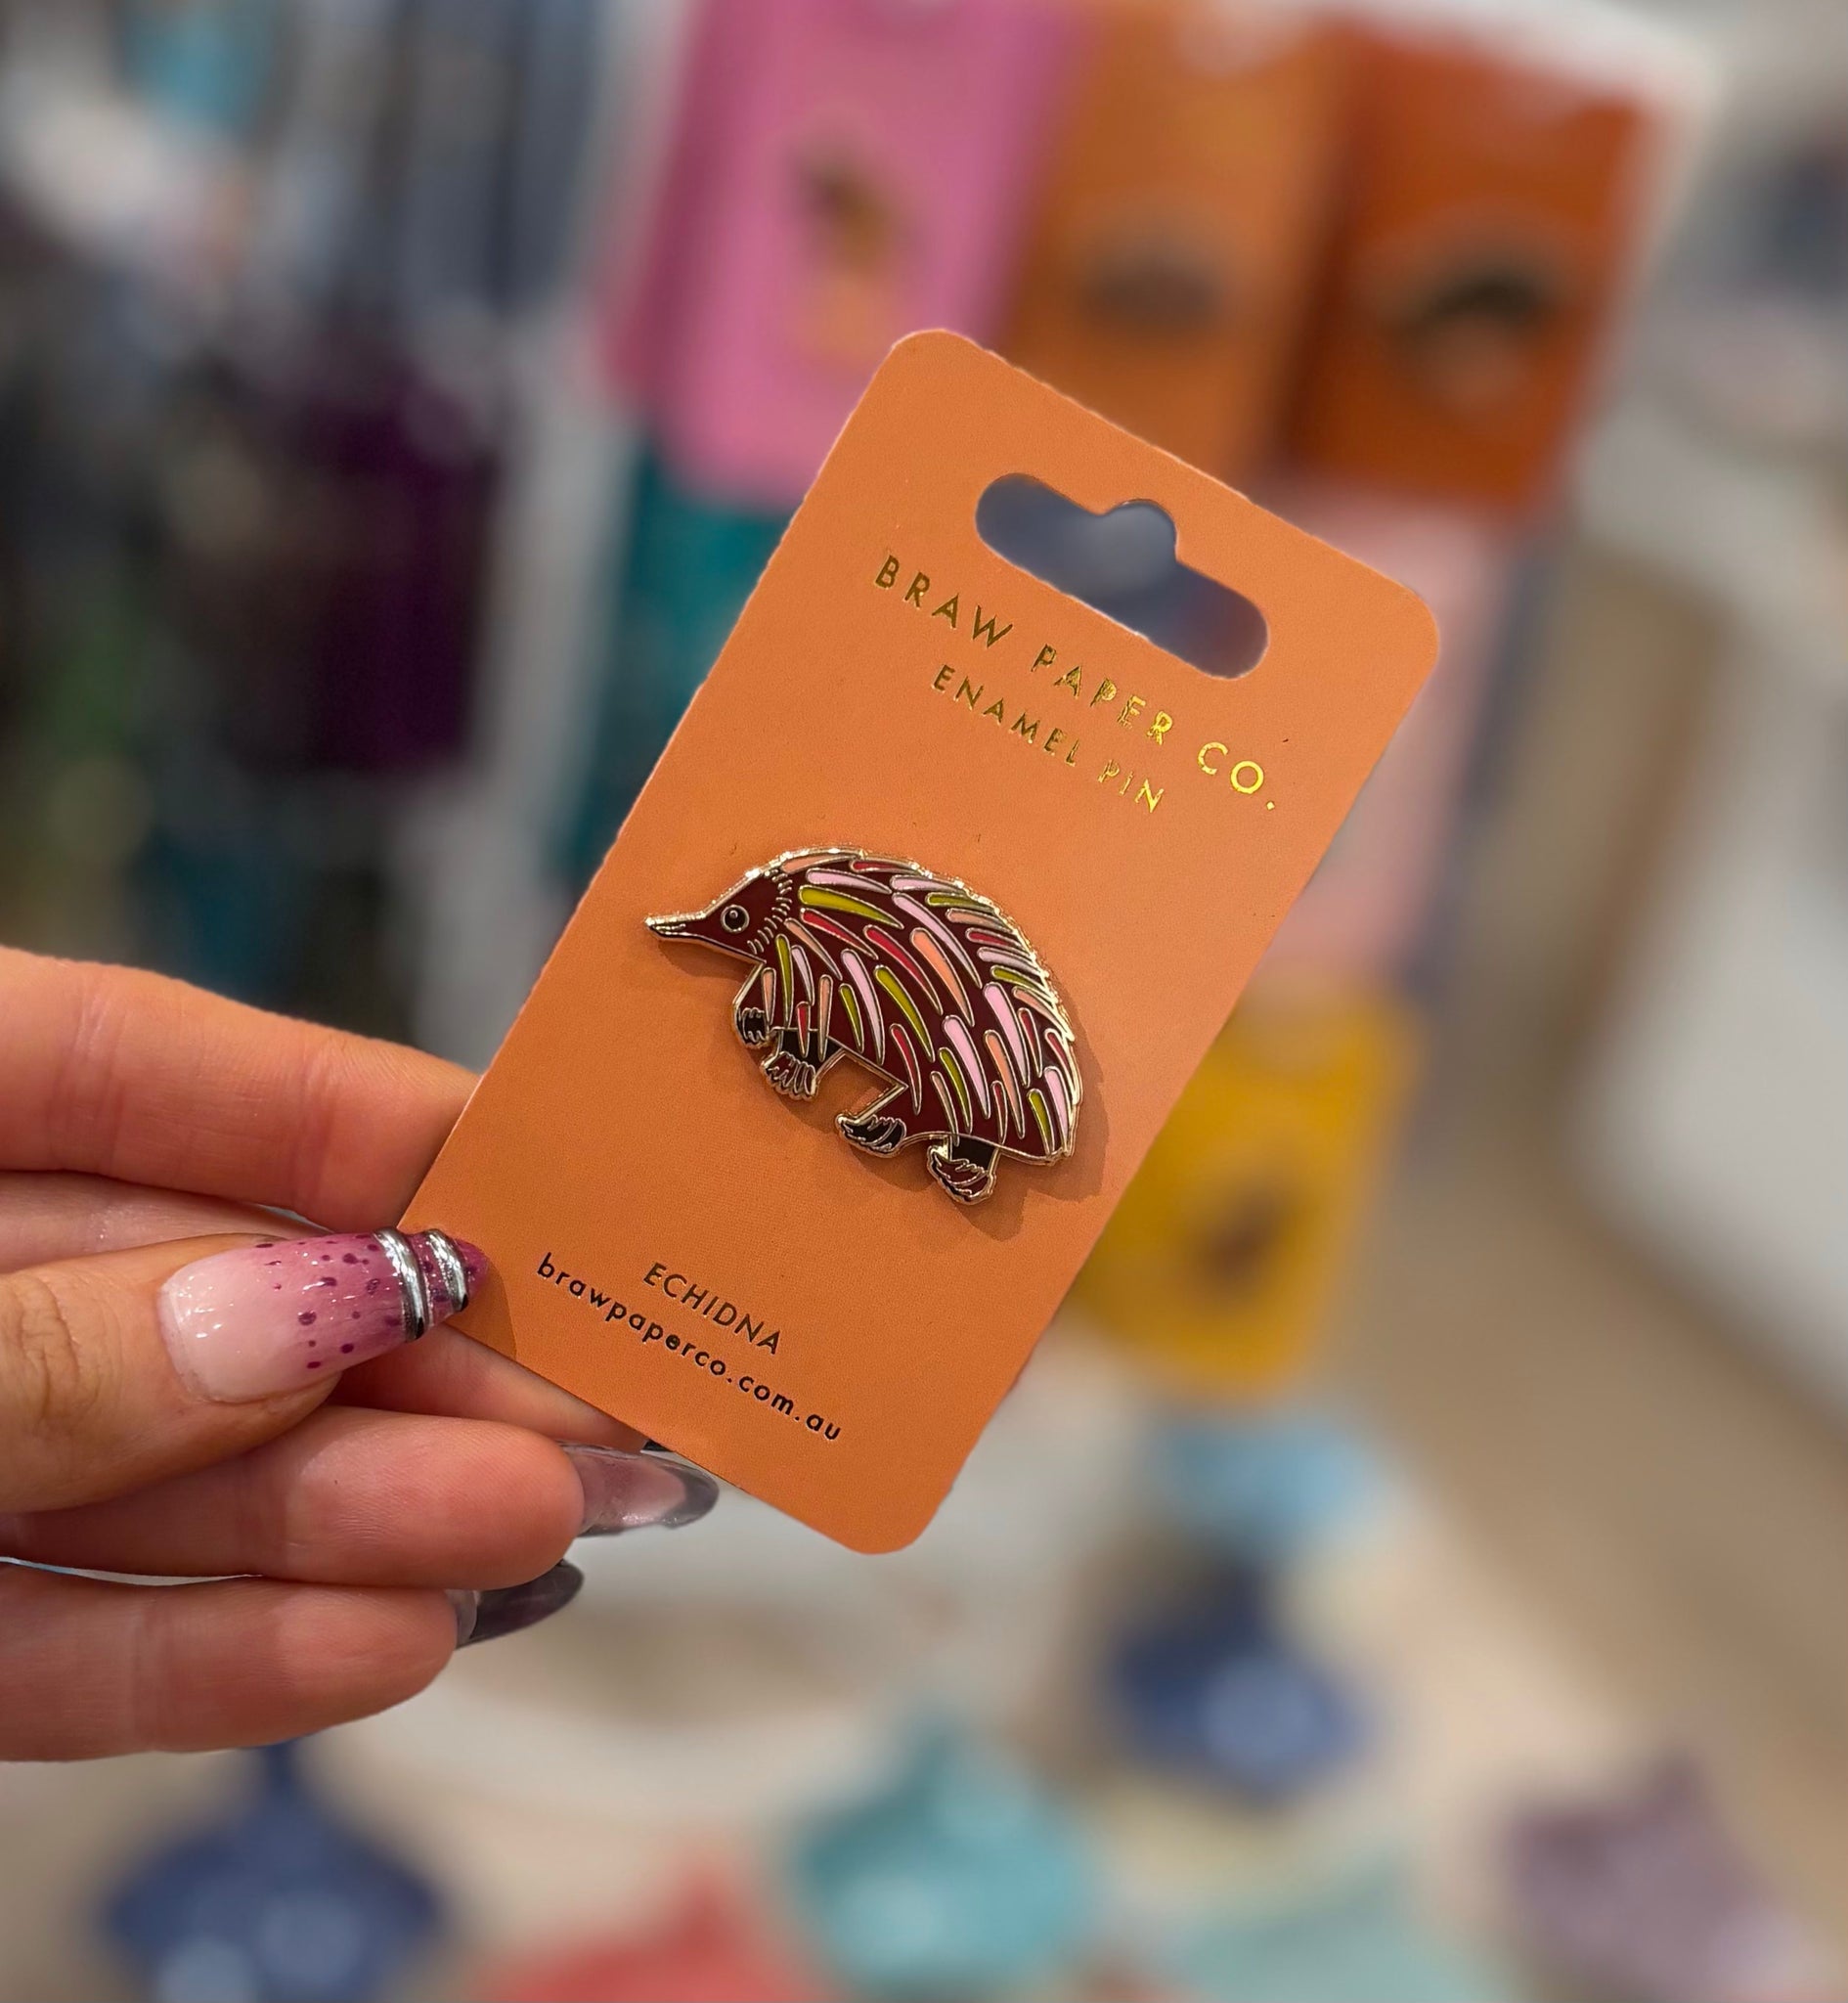 BRAW PAPER CO.
ENAMEL PIN
ECHIDNA
brawpaperco.com.au